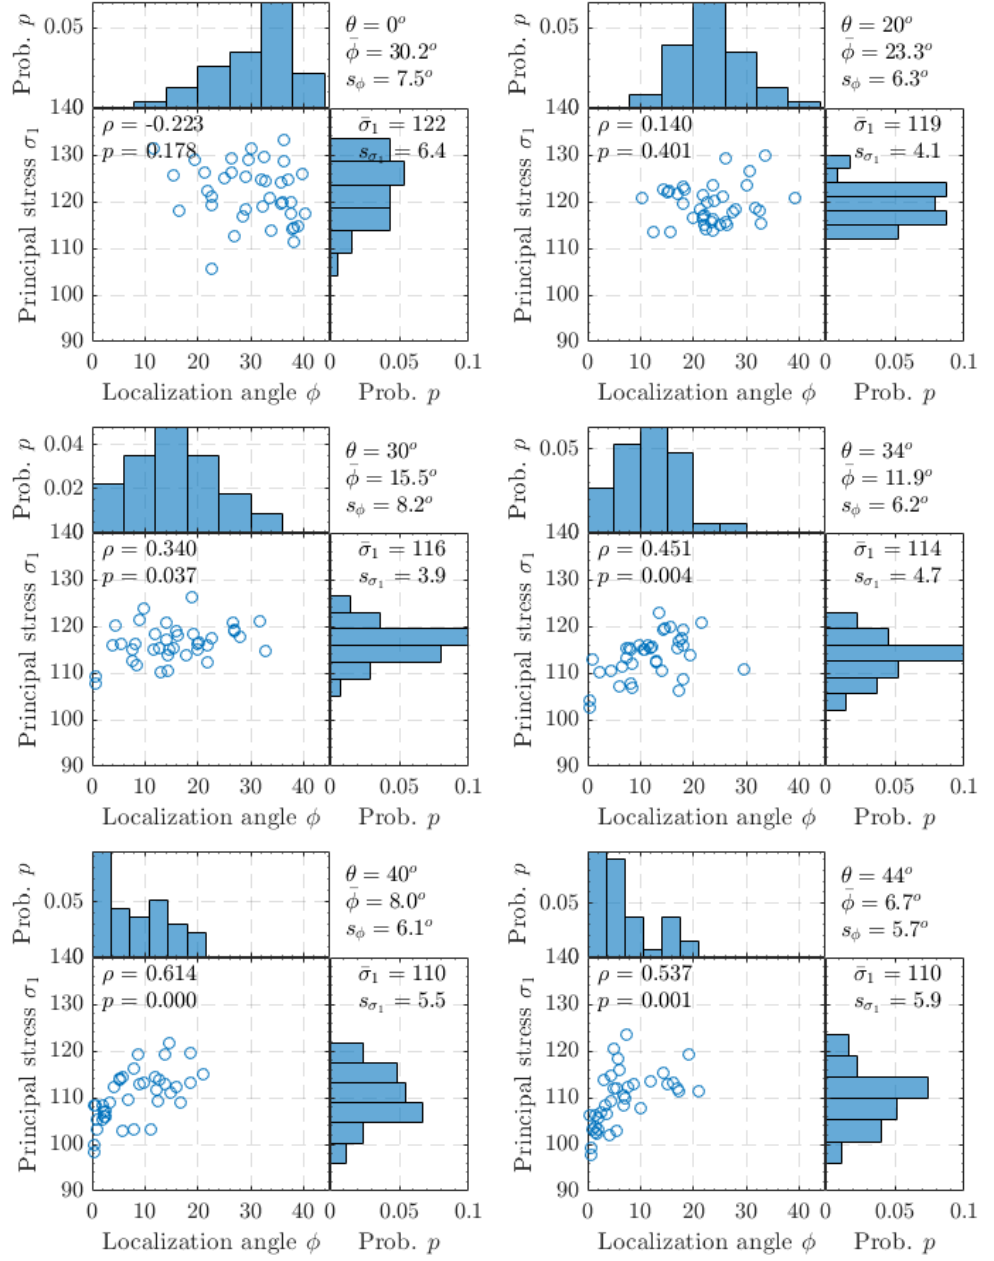 Prob. p
0.05
θ = 0°
ϕ̄ = 30.2°
s_ϕ = 7.5°
Principal stress σ₁
140
130
120
110
100
90
ρ = -0.223
p = 0.178
σ̄₁ = 122
s_σ₁ = 6.4
0 10 20 30 40
0 0.05 0.1
Localization angle ϕ
Prob. p
Prob. p
0.05
θ = 20°
ϕ̄ = 23.3°
s_ϕ = 6.3°
Principal stress σ₁
140
130
120
110
100
90
ρ = 0.140
p = 0.401
σ̄₁ = 119
s_σ₁ = 4.1
0 10 20 30 40
0 0.05 0.1
Localization angle ϕ
Prob. p
Prob. p
0.04
0.02
θ = 30°
ϕ̄ = 15.5°
s_ϕ = 8.2°
Principal stress σ₁
140
130
120
110
100
90
ρ = 0.340
p = 0.037
σ̄₁ = 116
s_σ₁ = 3.9
0 10 20 30 40
0 0.05 0.1
Localization angle ϕ
Prob. p
Prob. p
0.05
θ = 34°
ϕ̄ = 11.9°
s_ϕ = 6.2°
Principal stress σ₁
140
130
120
110
100
90
ρ = 0.451
p = 0.004
σ̄₁ = 114
s_σ₁ = 4.7
0 10 20 30 40
0 0.05 0.1
Localization angle ϕ
Prob. p
Prob. p
0.05
θ = 40°
ϕ̄ = 8.0°
s_ϕ = 6.1°
Principal stress σ₁
140
130
120
110
100
90
ρ = 0.614
p = 0.000
σ̄₁ = 110
s_σ₁ = 5.5
0 10 20 30 40
0 0.05 0.1
Localization angle ϕ
Prob. p
Prob. p
0.05
θ = 44°
ϕ̄ = 6.7°
s_ϕ = 5.7°
Principal stress σ₁
140
130
120
110
100
90
ρ = 0.537
p = 0.001
σ̄₁ = 110
s_σ₁ = 5.9
0 10 20 30 40
0 0.05 0.1
Localization angle ϕ
Prob. p